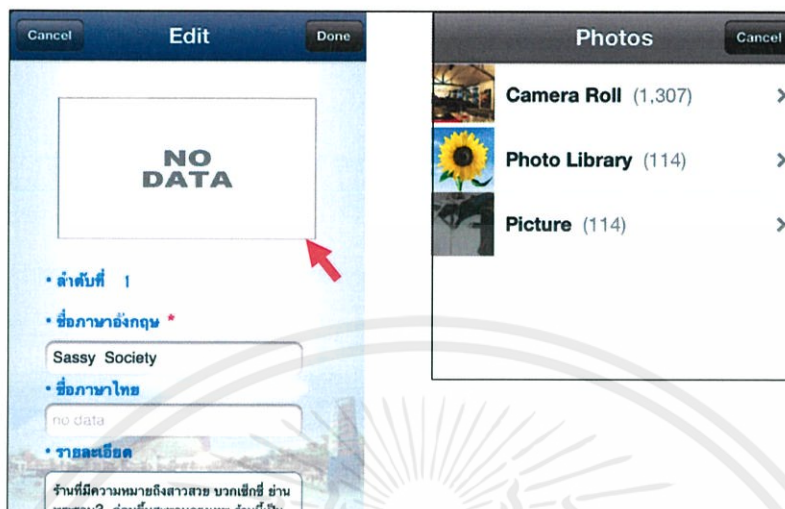 Cancel Edit Done
NO
DATA
• ลำดับที่ 1
• ชื่อภาษาอังกฤษ *
Sassy Society
• ชื่อภาษาไทย
no data
• รายละเอียด
ร้านที่มีความหมายถึงสาวสวย บวกเซ็กซี่ ย่าน
Photos Cancel
Camera Roll (1,307)
Photo Library (114)
Picture (114)